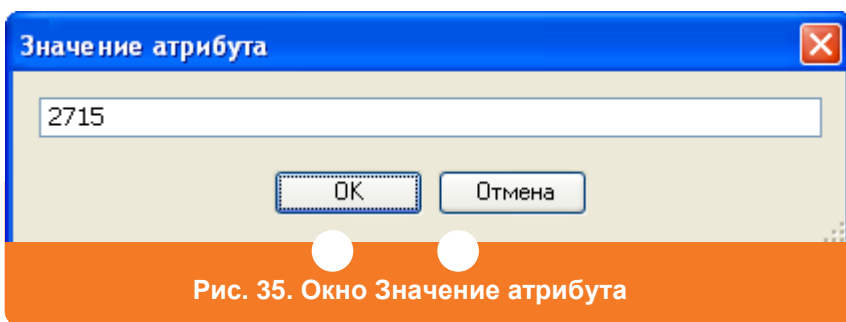 Значение атрибута
2715
OK
Отмена
Рис. 35. Окно Значение атрибута